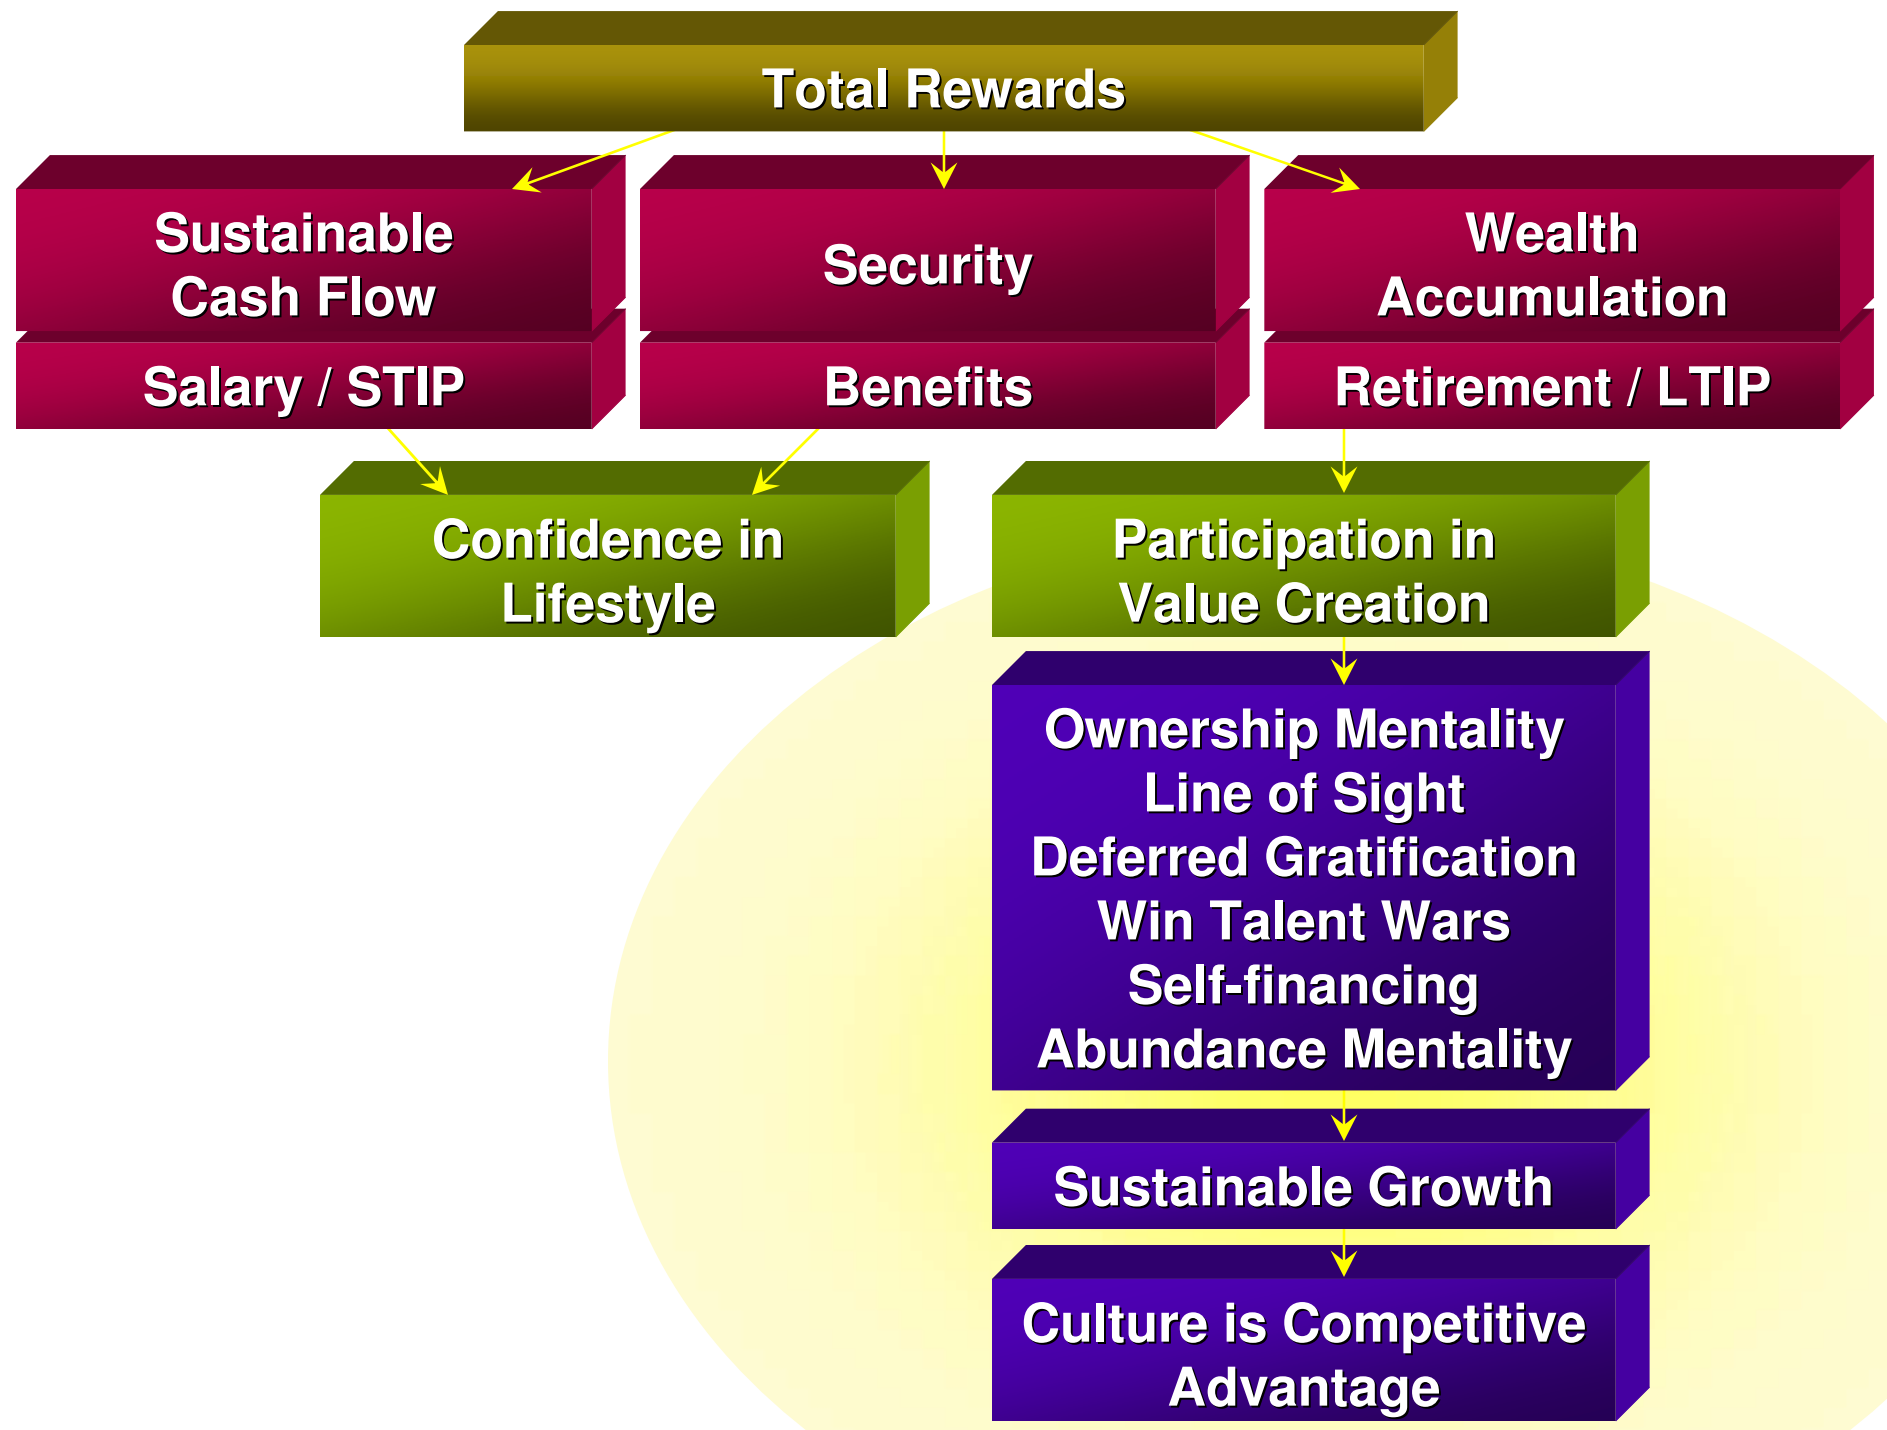 Total Rewards
Sustainable
Cash Flow
Security
Wealth
Accumulation
Salary / STIP
Benefits
Retirement / LTIP
Confidence in
Lifestyle
Participation in
Value Creation
Ownership Mentality
Line of Sight
Deferred Gratification
Win Talent Wars
Self-financing
Abundance Mentality
Sustainable Growth
Culture is Competitive
Advantage